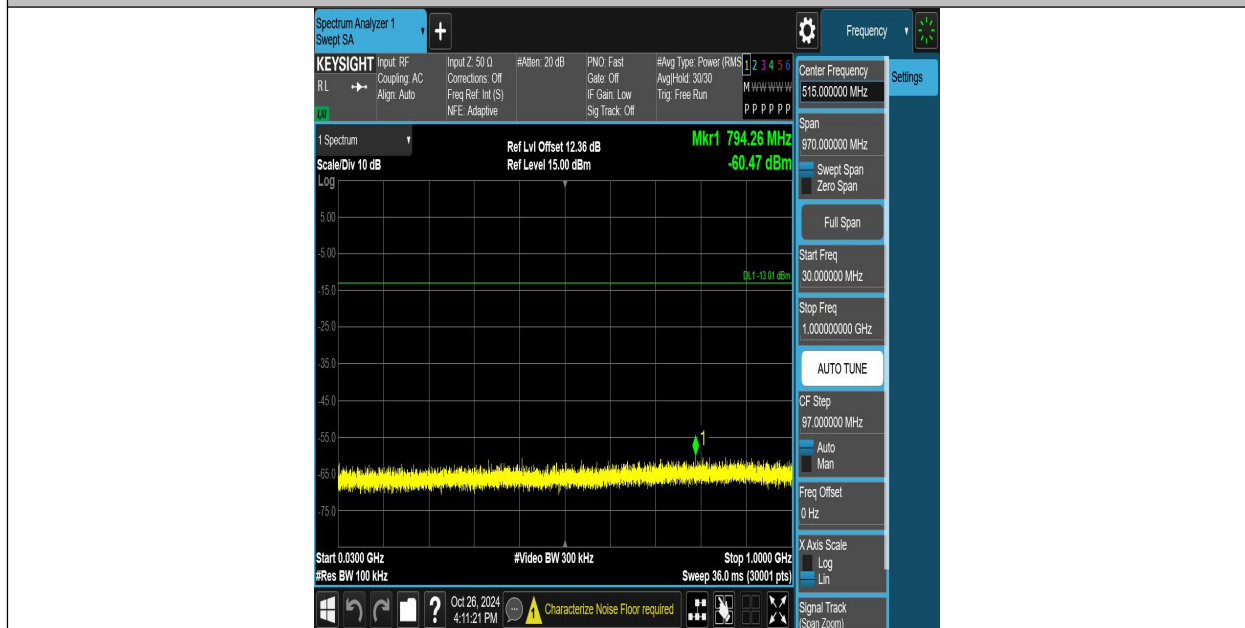 Spectrum Analyzer 1
Swept SA
Frequency
KEYSIGHT
RL
Input: RF
Coupling: AC
Align: Auto
Input Z: 50 Ω
Corrections: Off
Freq Ref: Int (S)
NFE: Adaptive
#Atten: 20 dB
PNO: Fast
Gate: Off
IF Gain: Low
Sig Track: Off
#Avg Type: Power (RMS
Avg|Hold: 30/30
Trig: Free Run
1 2 3 4 5 6
M W W W W W
P P P P P P
1 Spectrum
Scale/Div 10 dB
Ref Lvl Offset 12.36 dB
Ref Level 15.00 dBm
Mkr1 794.26 MHz
-60.47 dBm
Log
5.00
-5.00
DL1 -13.01 dBm
-15.0
-25.0
-35.0
-45.0
-55.0
1
-65.0
-75.0
Start 0.0300 GHz
#Video BW 300 kHz
Stop 1.0000 GHz
#Res BW 100 kHz
Sweep 36.0 ms (30001 pts)
Center Frequency
515.000000 MHz
Settings
Span
970.000000 MHz
Swept Span
Zero Span
Full Span
Start Freq
30.000000 MHz
Stop Freq
1.000000000 GHz
AUTO TUNE
CF Step
97.000000 MHz
Auto
Man
Freq Offset
0 Hz
X Axis Scale
Log
Lin
Signal Track
(Span Zoom)
?
Oct 26, 2024
4:11:21 PM
Characterize Noise Floor required